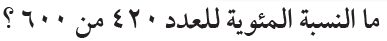 ما النسبة المئوية للعدد ٤٢٠ من ٦٠٠ ؟